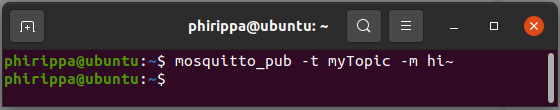 phirippa@ubuntu: ~
phirippa@ubuntu:~$ mosquitto_pub -t myTopic -m hi~
phirippa@ubuntu:~$